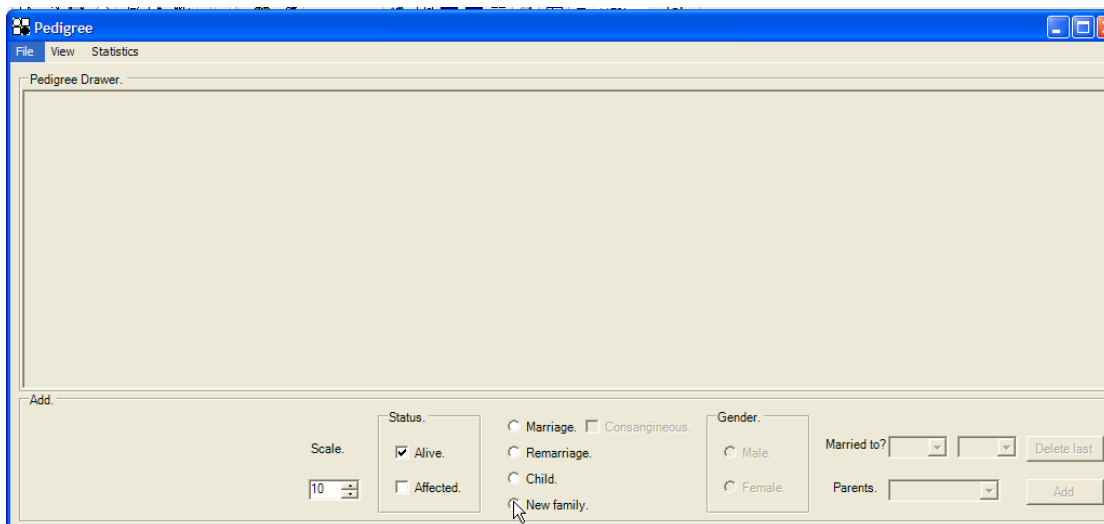 Pedigree
File View Statistics
Pedigree Drawer.
Add.
Scale.
10
Status.
Alive.
Affected.
Marriage. Consangineous.
Remarriage.
Child.
New family.
Gender.
Male.
Female.
Married to?
Delete last
Parents.
Add